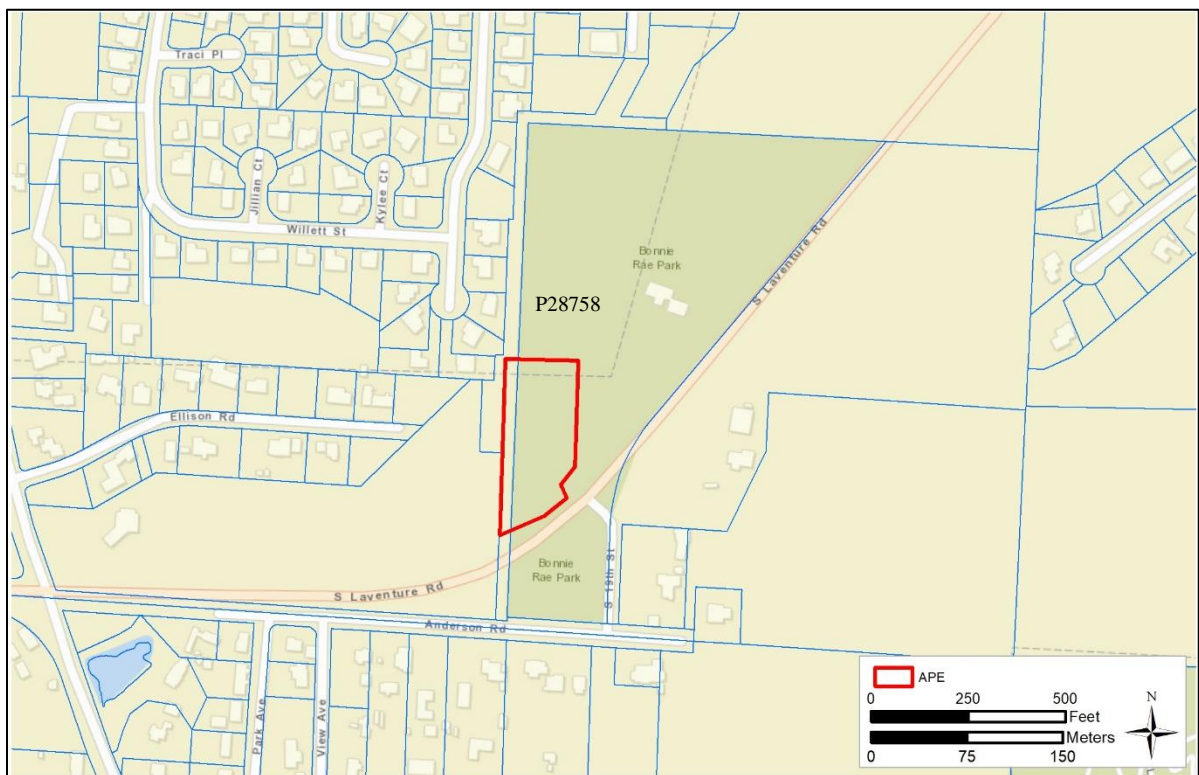 Traci Pl
Jillian Ct
Kylee Ct
Willett St
Bonnie
Rae Park
S Laventure Rd
P28758
Ellison Rd
Bonnie
Rae Park
S 19th St
S Laventure Rd
Anderson Rd
Park Ave
View Ave
APE
0 250 500
Feet
Meters
0 75 150
N